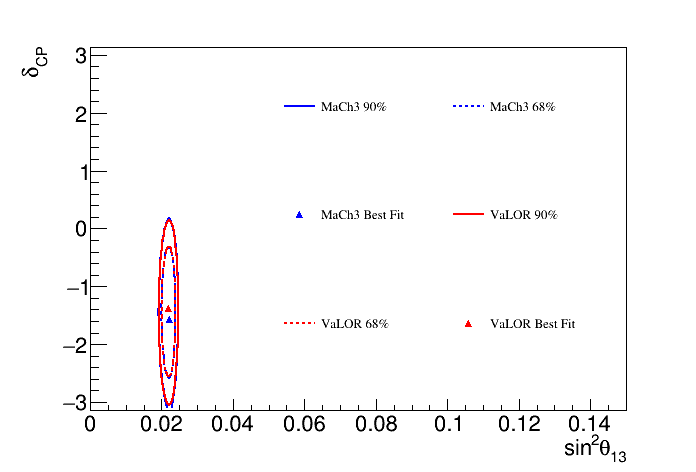 δCP
3
2
1
0
−1
−2
−3
MaCh3 90%
MaCh3 68%
MaCh3 Best Fit
VaLOR 90%
VaLOR 68%
VaLOR Best Fit
0 0.02 0.04 0.06 0.08 0.1 0.12 0.14
sin²θ13